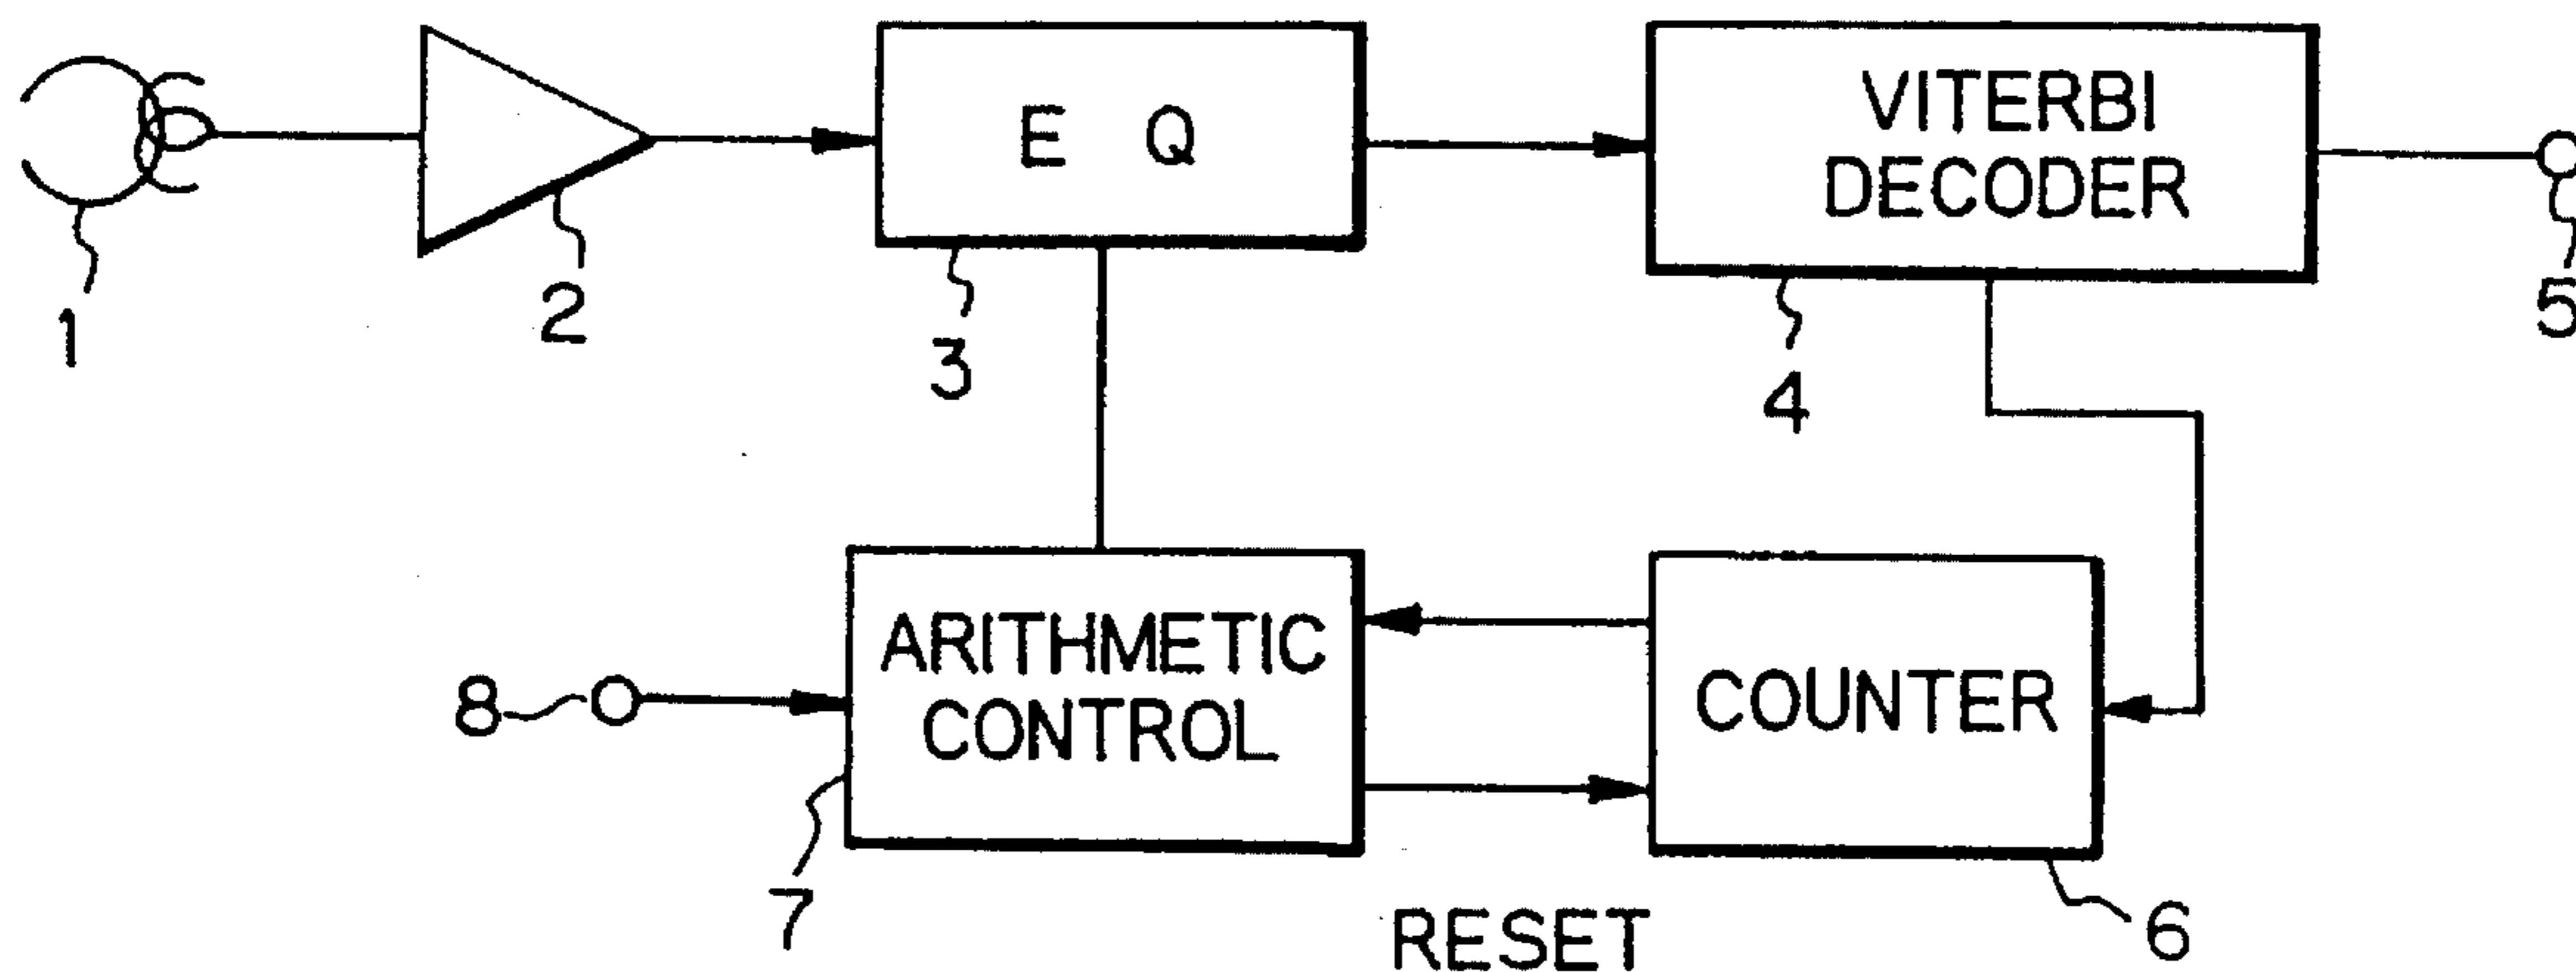 E Q
VITERBI
DECODER
1
2
3
4
5
ARITHMETIC
CONTROL
COUNTER
8
7
RESET
6